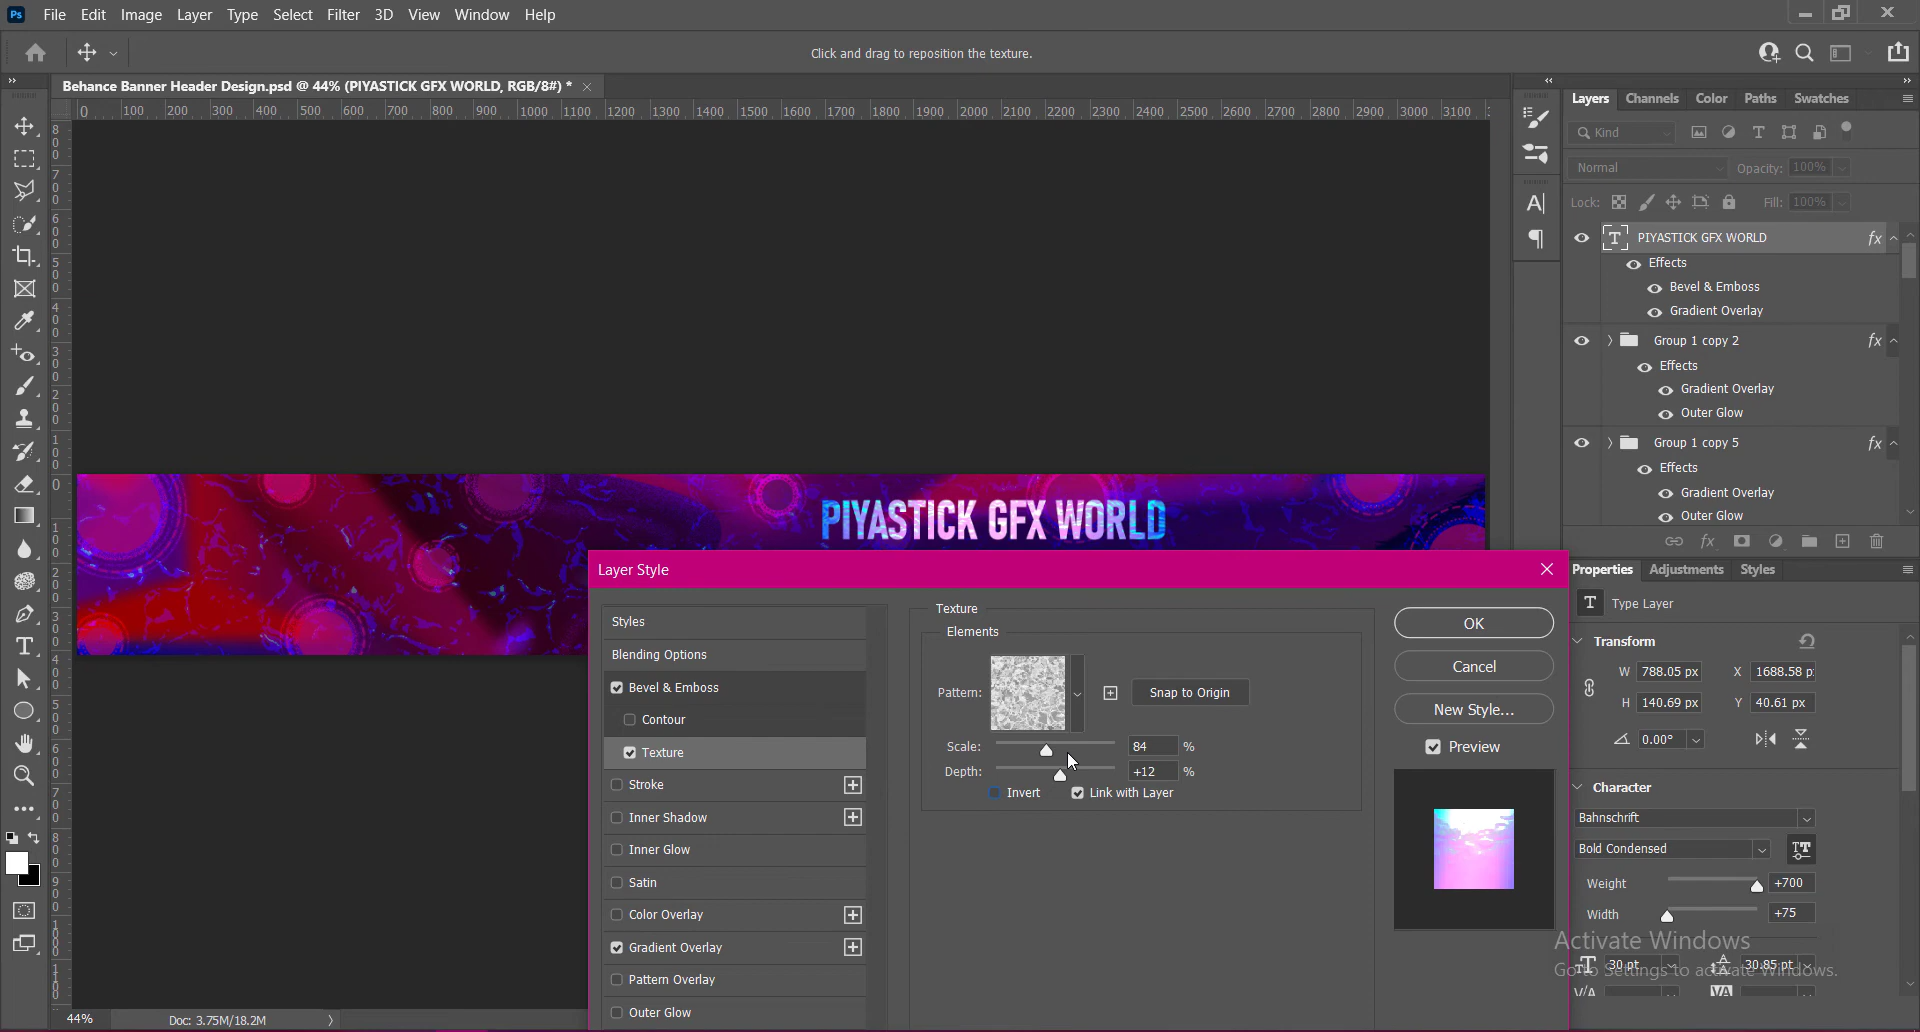 Ps File Edit Image Layer Type Select Filter 3D View Window Help
Click and drag to reposition the texture.
Behance Banner Header Design.psd @ 44% (PIYASTICK GFX WORLD, RGB/8#) *
0 100 200 300 400 500 600 700 800 900 1000 1100 1200 1300 1400 1500 1600 1700 1800 1900 2000 2100 2200 2300 2400 2500 2600 2700 2800 2900 3000 3100
Layers Channels Color Paths Swatches
Kind
Normal Opacity: 100%
Lock: Fill: 100%
PIYASTICK GFX WORLD fx
Effects
Bevel & Emboss
Gradient Overlay
Group 1 copy 2 fx
Effects
Gradient Overlay
Outer Glow
Group 1 copy 5 fx
Effects
Gradient Overlay
Outer Glow
fx
PIYASTICK GFX WORLD
Layer Style
Styles
Blending Options
Bevel & Emboss
Contour
Texture
Stroke
Inner Shadow
Inner Glow
Satin
Color Overlay
Gradient Overlay
Pattern Overlay
Outer Glow
Texture
Elements
Pattern: Snap to Origin
Scale: 84 %
Depth: +12 %
Invert Link with Layer
OK
Cancel
New Style...
Preview
Properties Adjustments Styles
T Type Layer
Transform
W 788.05 px X 1688.58 p
H 140.69 px Y 40.61 px
0.00°
Character
Bahnschrift
Bold Condensed
Weight +700
Width +75
Activate Windows
Go to Settings to activate Windows.
30 pt 30.85 pt
44% Doc: 3.75M/18.2M